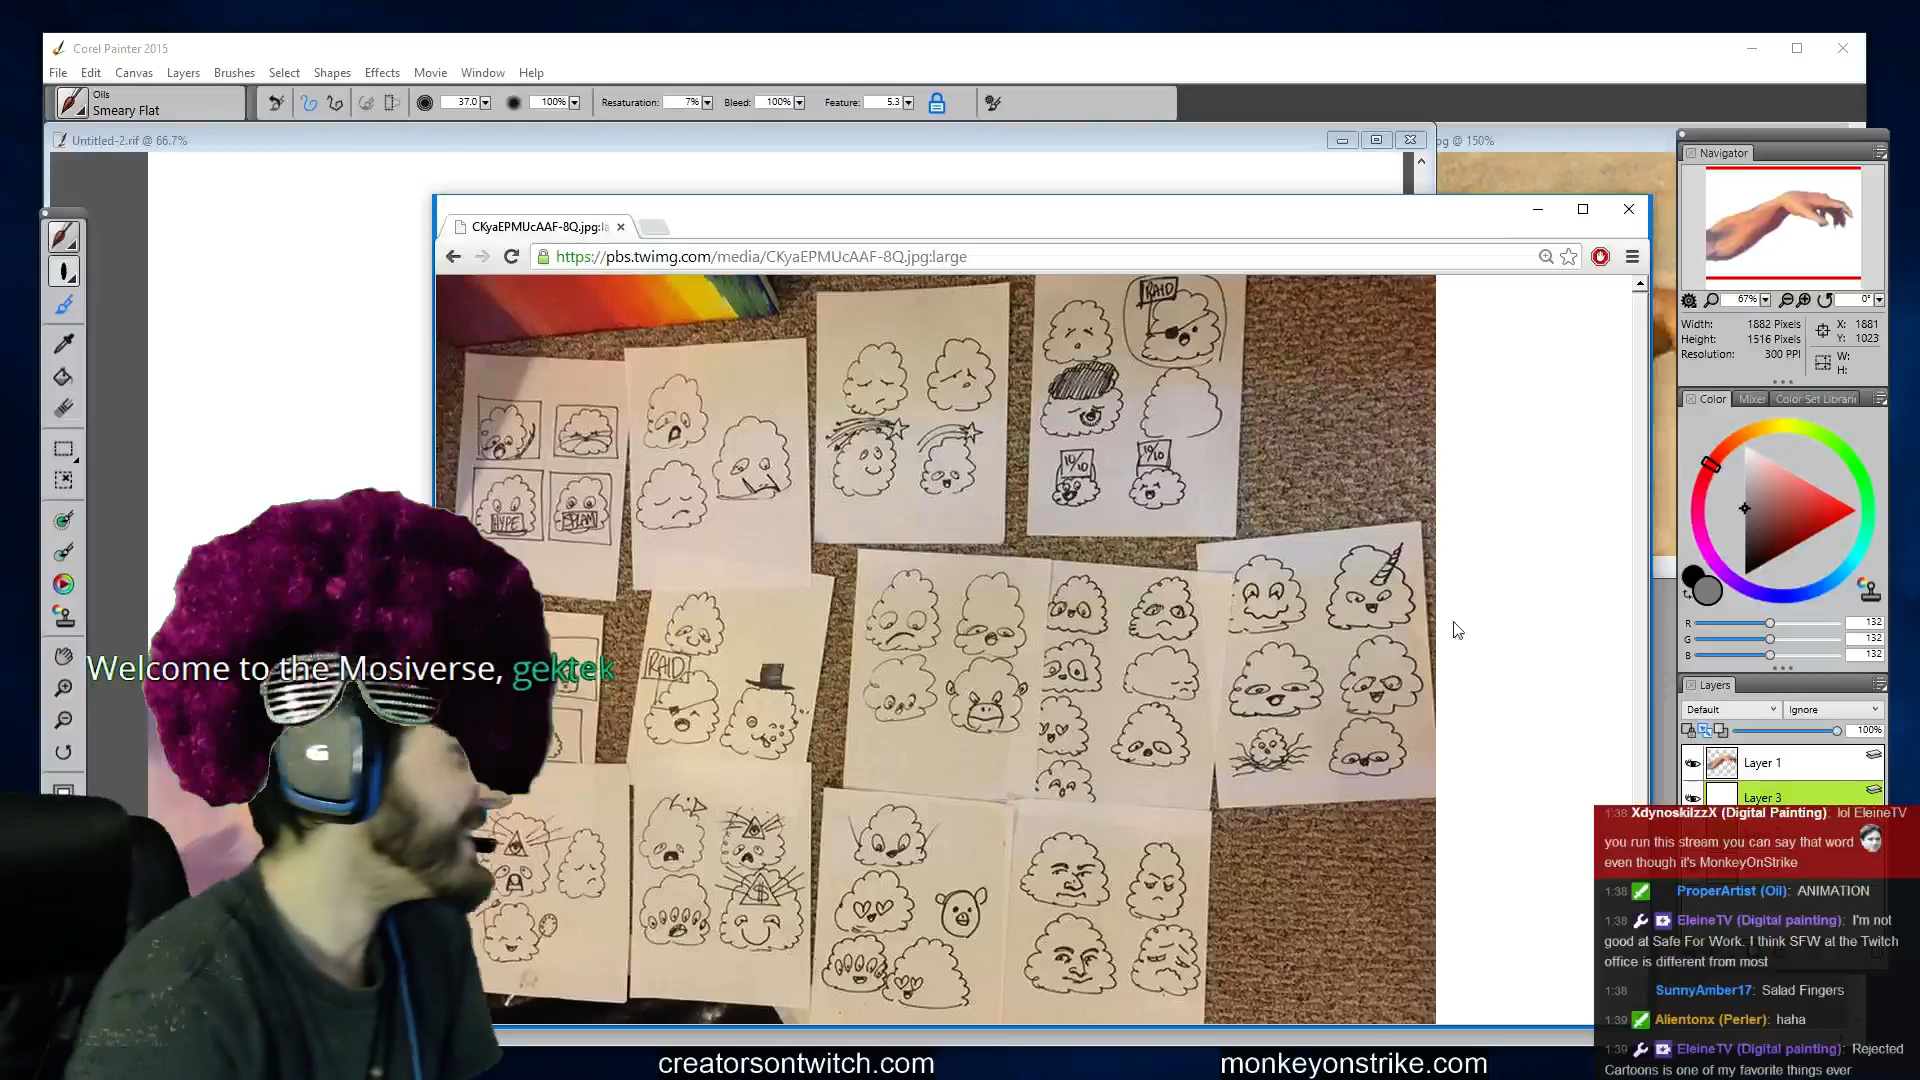 Corel Painter 2015
File Edit Canvas Layers Brushes Select Shapes Effects Movie Window Help
Oils
Smeary Flat
37.0 100% Resaturation: 7% Bleed: 100% Feature: 5.3
Untitled-2.rif @ 66.7%
pg @ 150%
CKyaEPMUcAAF-8Q.jpg:la
https://pbs.twimg.com/media/CKyaEPMUcAAF-8Q.jpg:large
RAID
10/10 10/10
HYPE SPAM
RAID
Welcome to the Mosiverse, gektek
Navigator
67% 0°
Width: 1882 Pixels
Height: 1516 Pixels
Resolution: 300 PPI
X: 1881
Y: 1023
W:
H:
Color Mixer Color Set Librari
R 132
G 132
B 132
Layers
Default Ignore
100%
Layer 1
Layer 3
1:38 XdynoskilzzX (Digital Painting): lol EleineTV
you run this stream you can say that word
even though it's MonkeyOnStrike
1:38 ProperArtist (Oil): ANIMATION
1:38 EleineTV (Digital painting): I'm not
good at Safe For Work. I think SFW at the Twitch
office is different from most
1:38 SunnyAmber17: Salad Fingers
1:39 Alientonx (Perler): haha
1:39 EleineTV (Digital painting): Rejected
Cartoons is one of my favorite things ever
creatorsontwitch.com
monkeyonstrike.com